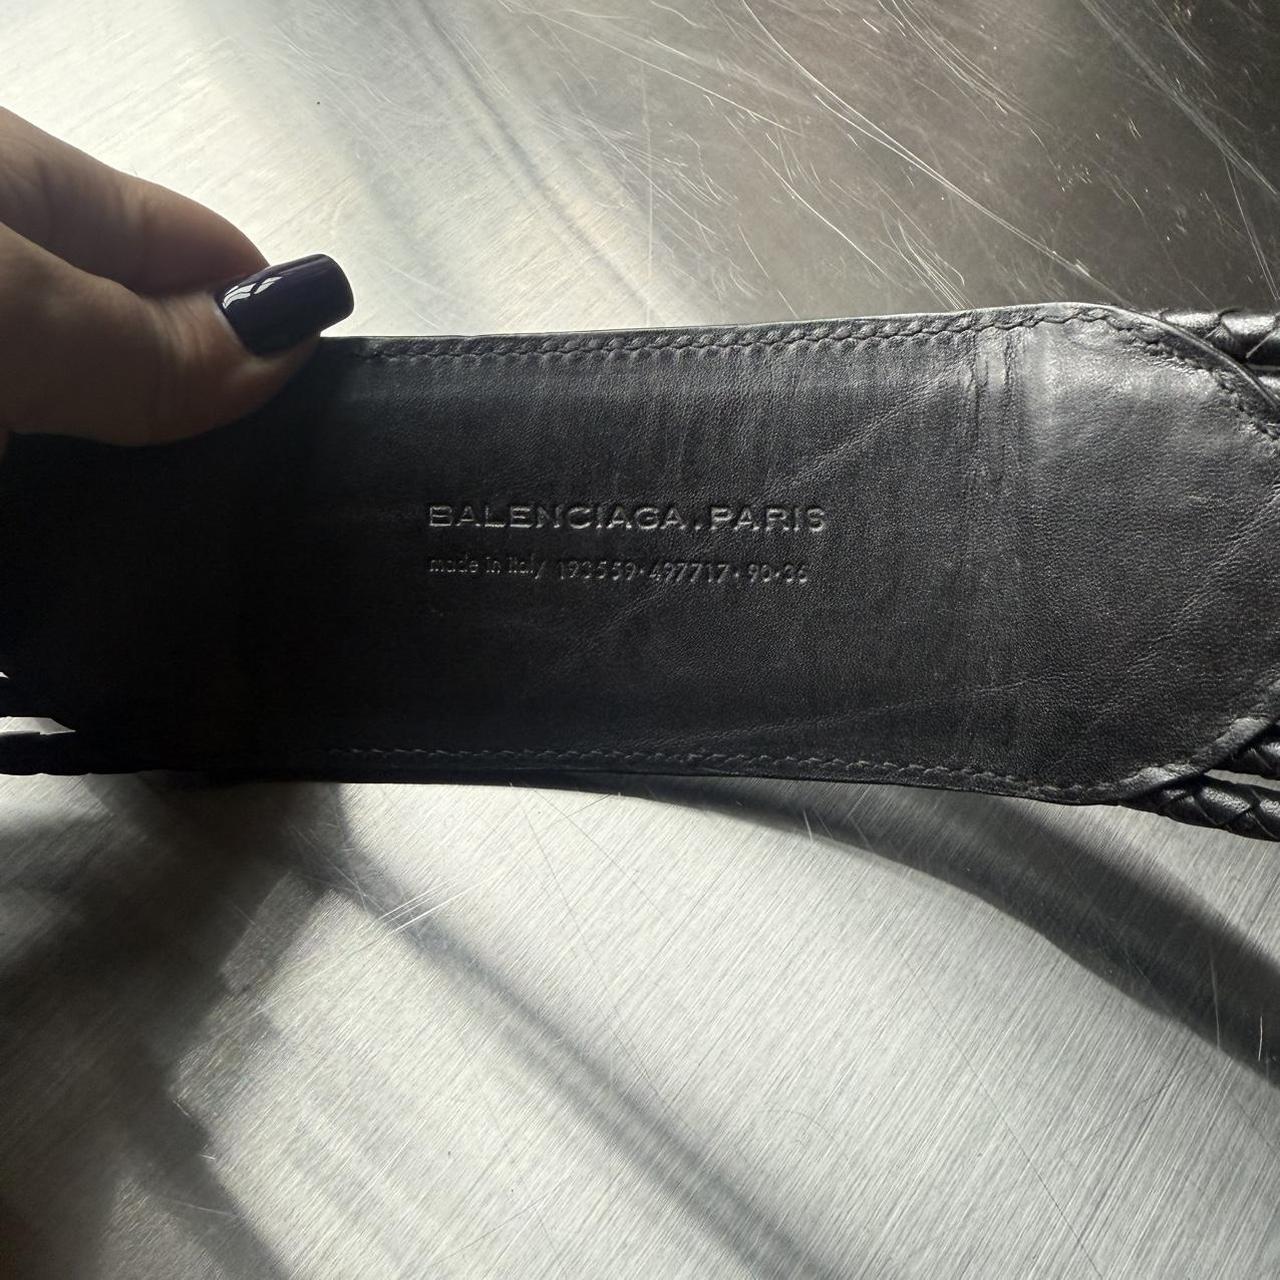 BALENCIAGA.PARIS
made in Italy 193559·497717·90·36